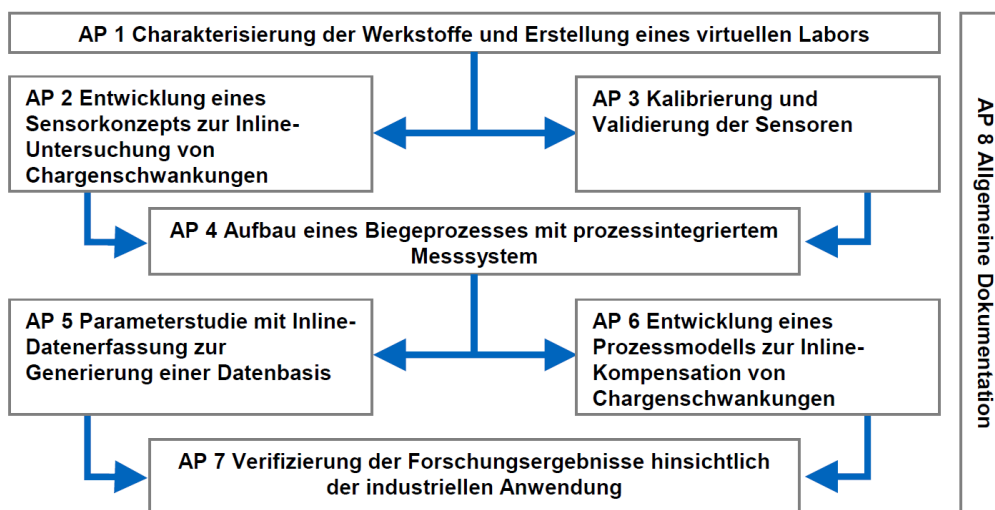 AP 1 Charakterisierung der Werkstoffe und Erstellung eines virtuellen Labors
AP 2 Entwicklung eines
Sensorkonzepts zur Inline-
Untersuchung von
Chargenschwankungen
AP 3 Kalibrierung und
Validierung der Sensoren
AP 4 Aufbau eines Biegeprozesses mit prozessintegriertem
Messsystem
AP 5 Parameterstudie mit Inline-
Datenerfassung zur
Generierung einer Datenbasis
AP 6 Entwicklung eines
Prozessmodells zur Inline-
Kompensation von
Chargenschwankungen
AP 7 Verifizierung der Forschungsergebnisse hinsichtlich
der industriellen Anwendung
AP 8 Allgemeine Dokumentation